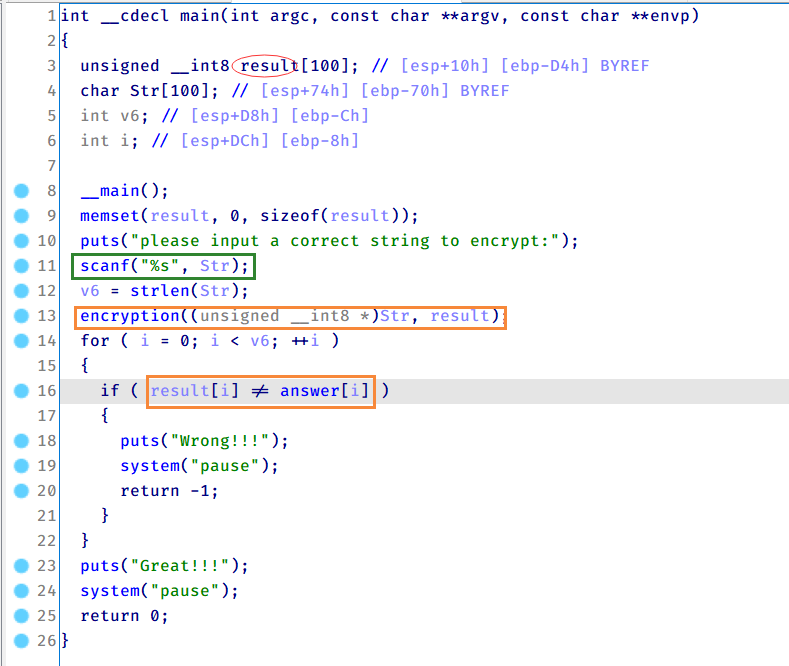 1 int __cdecl main(int argc, const char **argv, const char **envp)
2 {
3 unsigned __int8 result[100]; // [esp+10h] [ebp-D4h] BYREF
4 char Str[100]; // [esp+74h] [ebp-70h] BYREF
5 int v6; // [esp+D8h] [ebp-Ch]
6 int i; // [esp+DCh] [ebp-8h]
7
8 __main();
9 memset(result, 0, sizeof(result));
10 puts("please input a correct string to encrypt:");
11 scanf("%s", Str);
12 v6 = strlen(Str);
13 encryption((unsigned __int8 *)Str, result);
14 for ( i = 0; i < v6; ++i )
15 {
16 if ( result[i] ≠ answer[i] )
17 {
18 puts("Wrong!!!");
19 system("pause");
20 return -1;
21 }
22 }
23 puts("Great!!!");
24 system("pause");
25 return 0;
26 }